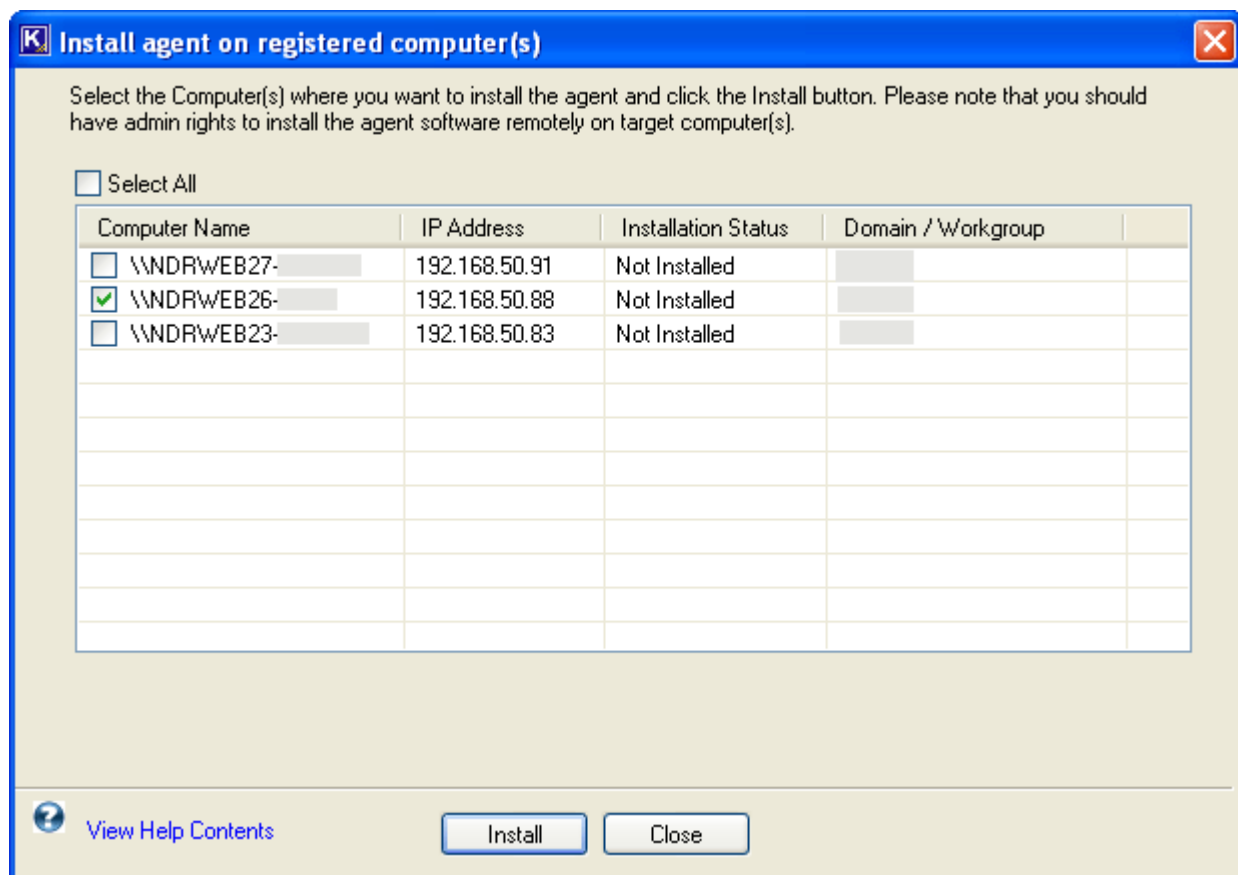 K Install agent on registered computer(s)
Select the Computer(s) where you want to install the agent and click the Install button. Please note that you should
have admin rights to install the agent software remotely on target computer(s).
Select All
Computer Name IP Address Installation Status Domain / Workgroup
\\NDRWEB27- 192.168.50.91 Not Installed
\\NDRWEB26- 192.168.50.88 Not Installed
\\NDRWEB23- 192.168.50.83 Not Installed
? View Help Contents Install Close